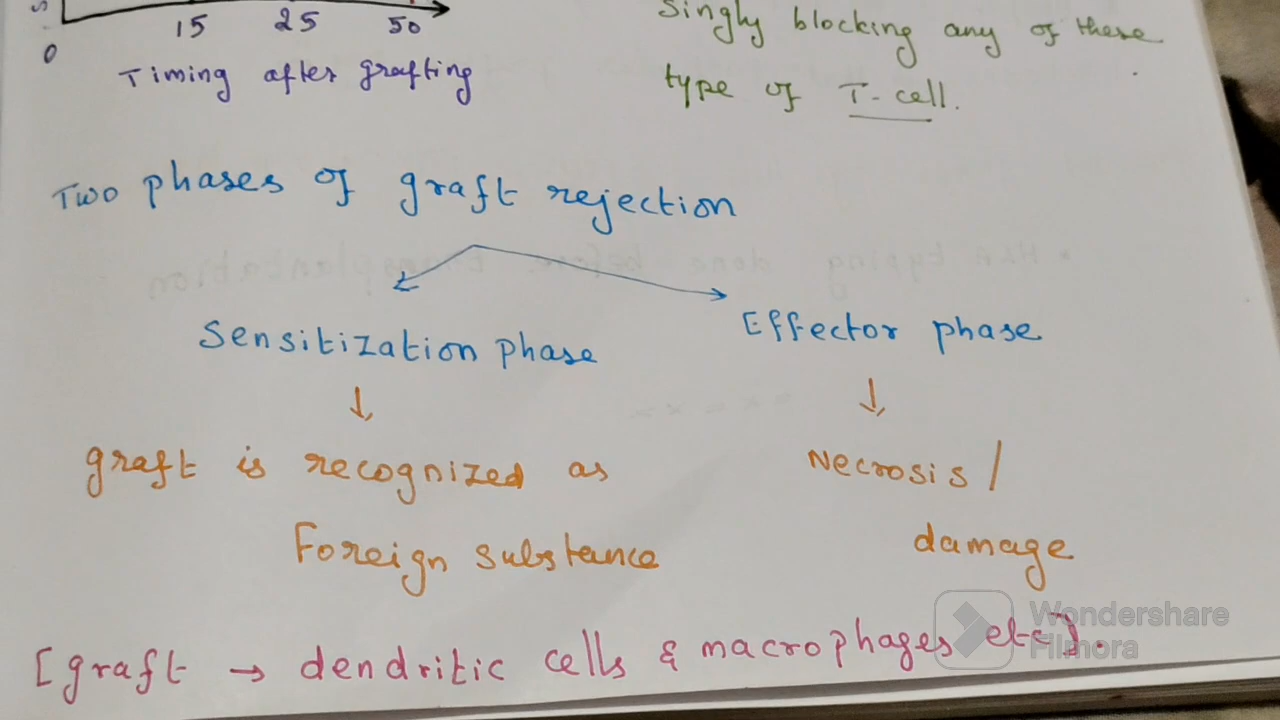 0
15 25 50
Timing after grafting
Singly blocking any of these
type of T-cell.
Two phases of graft rejection
Sensitization phase
Effector phase
graft is recognized as
Foreign substance
Necrosis/
damage
[graft → dendritic cells & macrophages etc].
Wondershare
Filmora